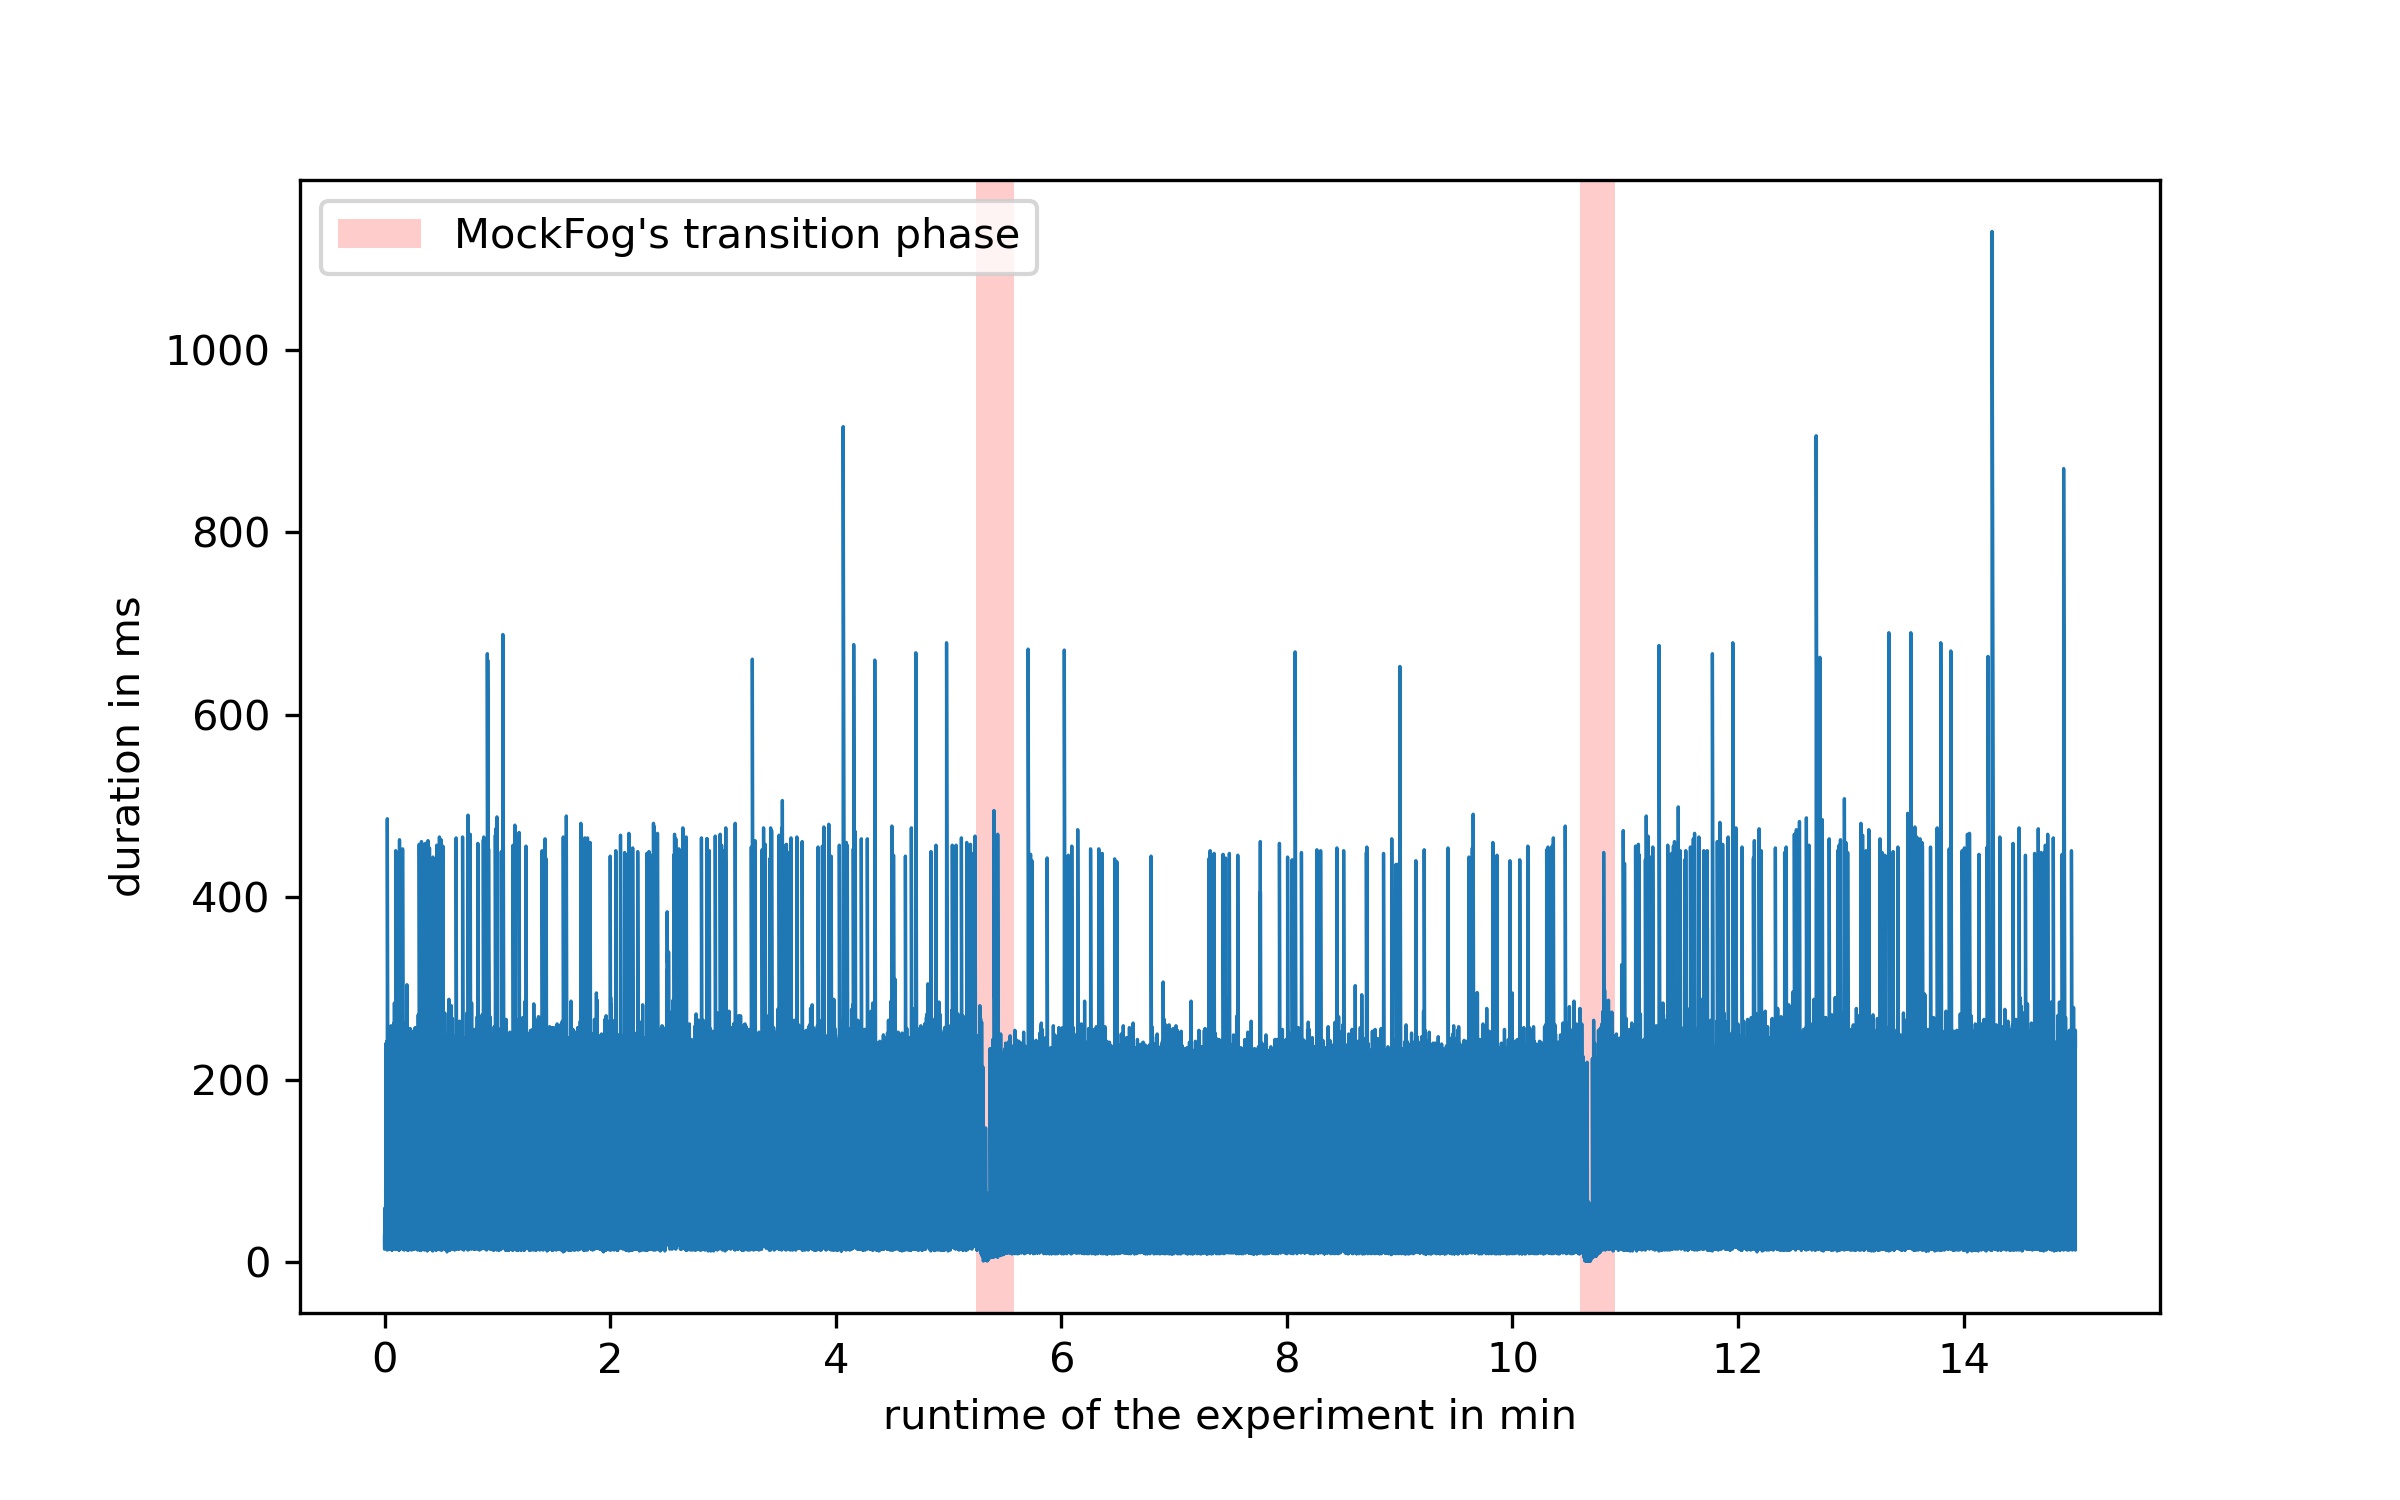 MockFog's transition phase
1000
800
600
400
200
0
duration in ms
0 2 4 6 8 10 12 14
runtime of the experiment in min